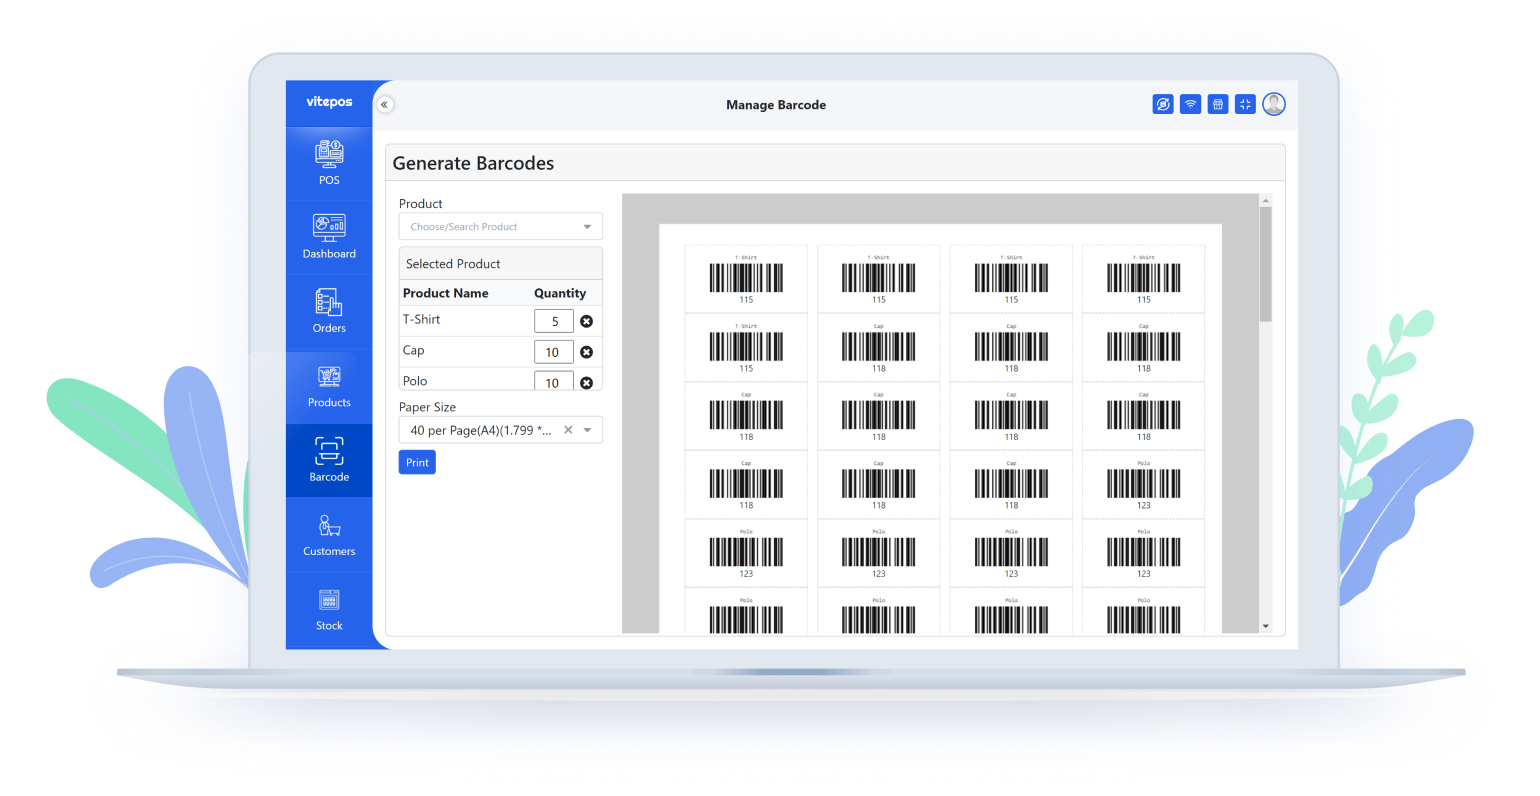 vitepos
Manage Barcode
POS
Dashboard
Orders
Products
Barcode
Customers
Stock
Generate Barcodes
Product
Choose/Search Product
Selected Product
Product Name Quantity
T-Shirt 5
Cap 10
Polo 10
Paper Size
40 per Page(A4)(1.799 *...
Print
T-Shirt T-Shirt T-Shirt T-Shirt
115 115 115 115
T-Shirt Cap Cap Cap
115 118 118 118
Cap Cap Cap Cap
118 118 118 118
Cap Cap Cap Polo
118 118 118 123
Polo Polo Polo Polo
123 123 123 123
Polo Polo Polo Polo